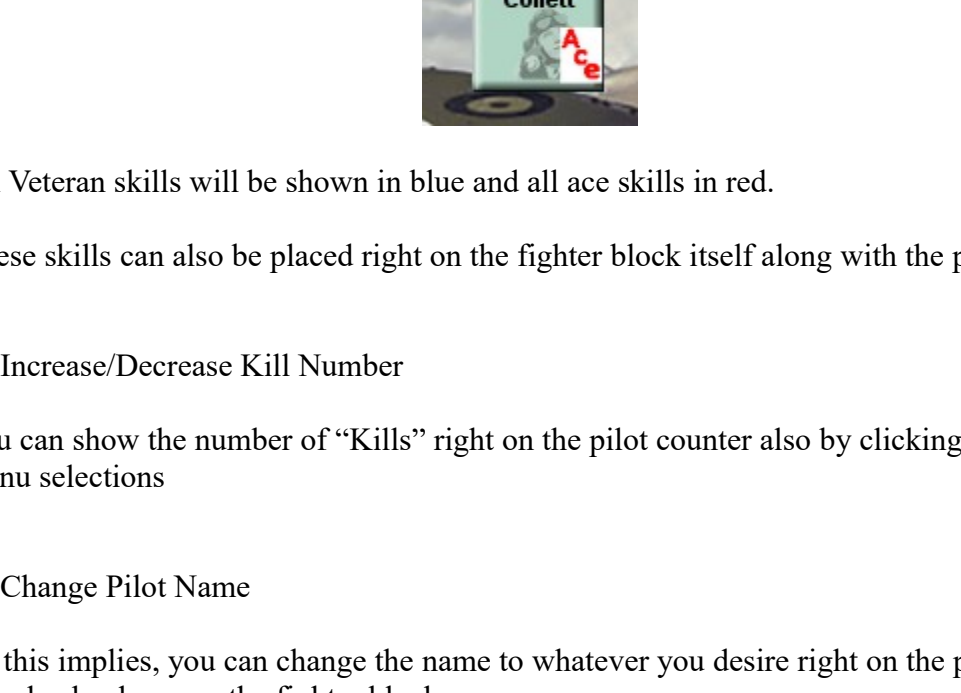 Collett
Ace
Veteran skills will be shown in blue and all ace skills in red.
ese skills can also be placed right on the fighter block itself along with the p
Increase/Decrease Kill Number
u can show the number of “Kills” right on the pilot counter also by clicking
nu selections
Change Pilot Name
this implies, you can change the name to whatever you desire right on the p